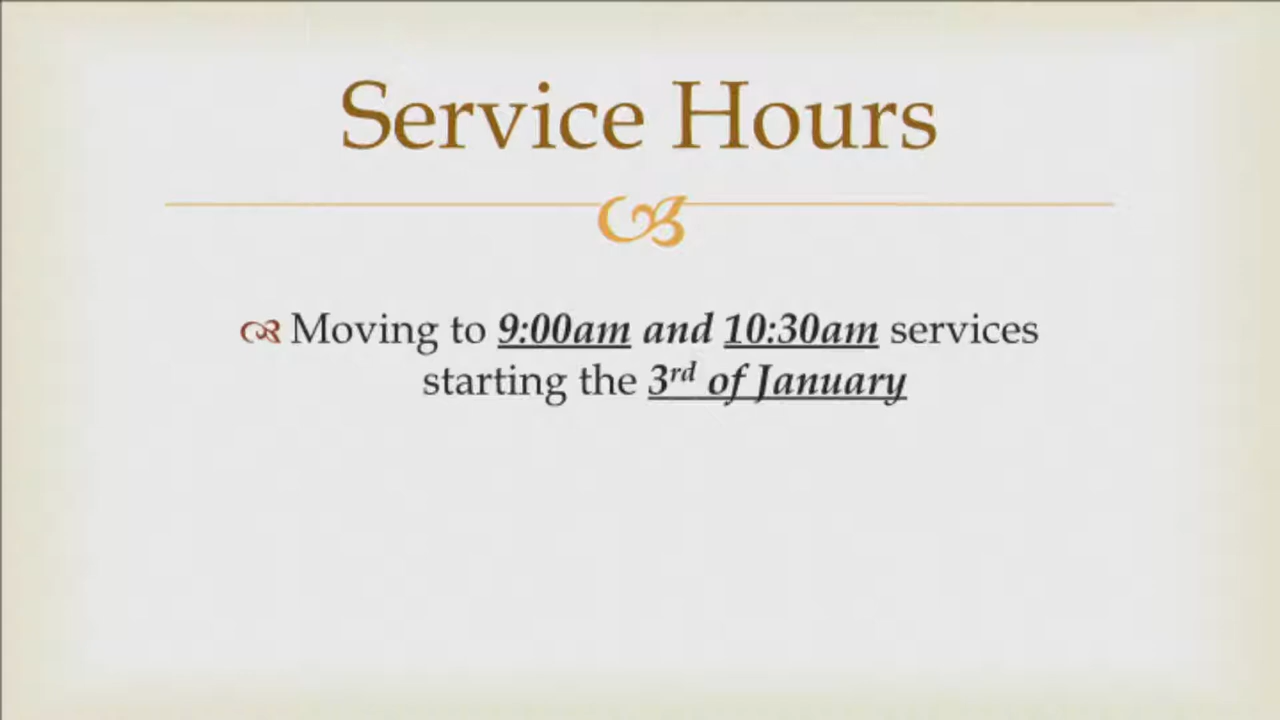 Service Hours
Moving to 9:00am and 10:30am services
starting the 3rd of January